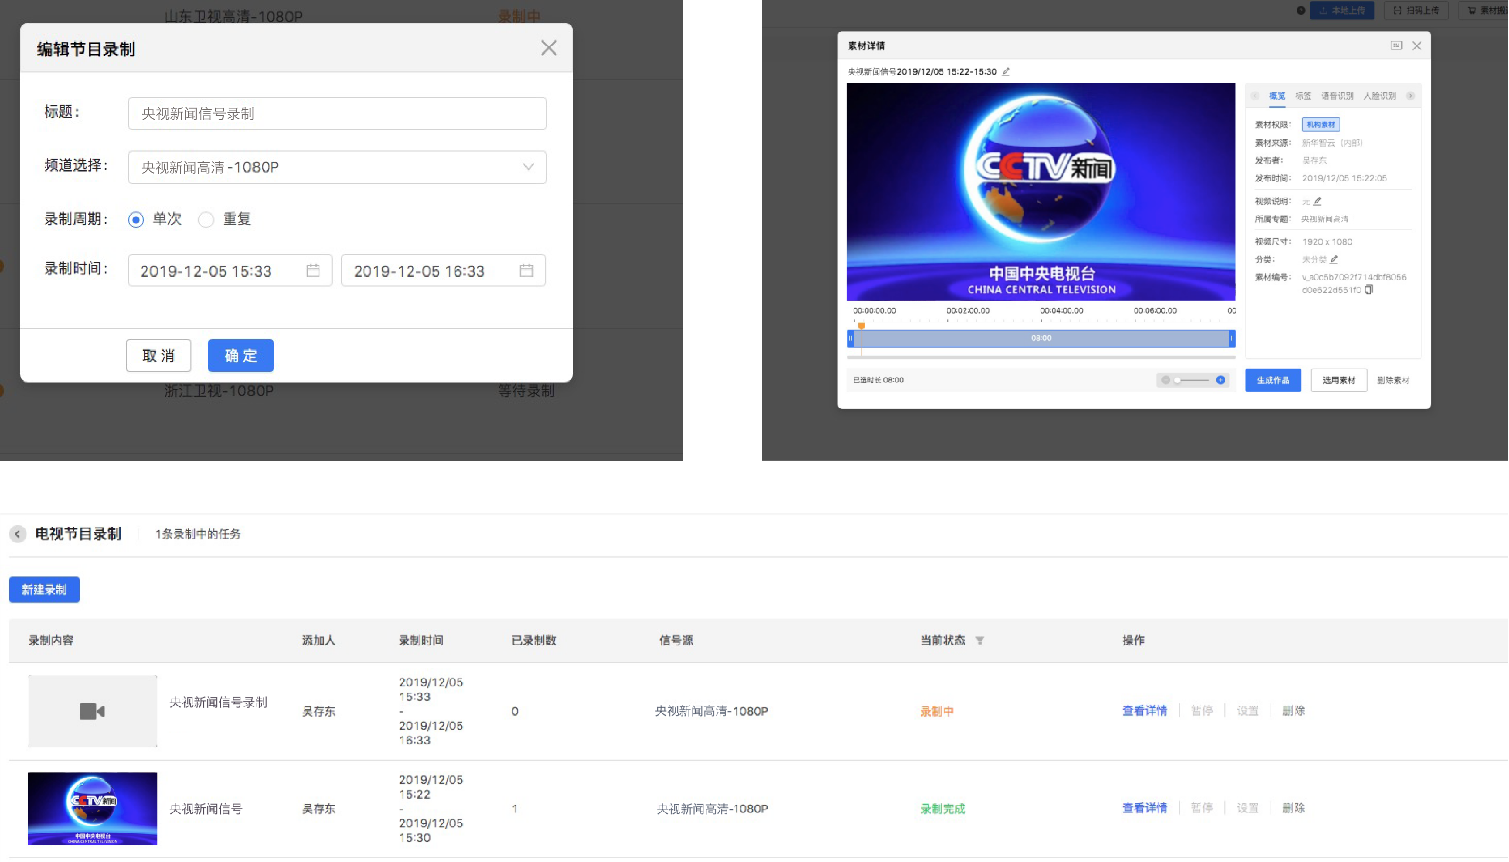 山东卫视高清-1080P
录制中
编辑节目录制
标题：
央视新闻信号录制
频道选择：
央视新闻高清-1080P
录制周期：
单次
重复
录制时间：
2019-12-05 15:33
2019-12-05 16:33
取 消
确 定
浙江卫视-1080P
等待录制
本地上传
扫码上传
素材详情
央视新闻信号2019/12/05 15:22-15:30
CCTV新闻
中国中央电视台
CHINA CENTRAL TELEVISION
概览 标签 语音识别 人脸识别
素材权限： 机构素材
素材来源： 新华智云（内部）
发布者： 吴存东
发布时间： 2019/12/05 15:22:05
视频说明： 无
所属专题： 央视新闻高清
视频尺寸： 1920 x 1080
分类： 未分类
素材编号：
00:00:00.00 00:02:00.00 00:04:00.00 00:06:00.00 00
08:00
已选时长 08:00
生成作品
选用素材
删除素材
电视节目录制
1条录制中的任务
新建录制
录制内容 添加人 录制时间 已录制数 信号源 当前状态 操作
央视新闻信号录制
吴存东
2019/12/05
15:33
-
2019/12/05
16:33
0
央视新闻高清-1080P
录制中
查看详情 暂停 设置 删除
CCTV新闻
中国中央电视台
CHINA CENTRAL TELEVISION
央视新闻信号
吴存东
2019/12/05
15:22
-
2019/12/05
15:30
1
央视新闻高清-1080P
录制完成
查看详情 暂停 设置 删除